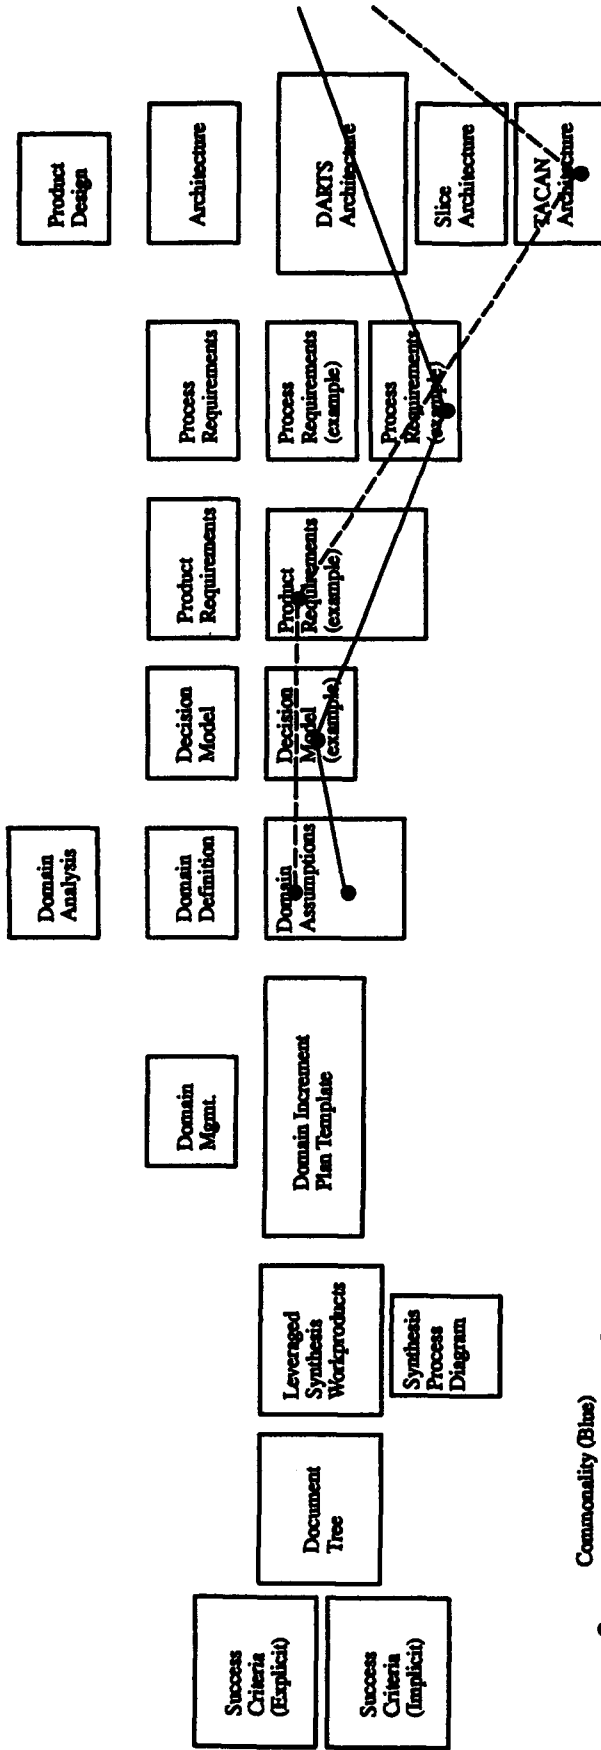 Success
Criteria
(Explicit)
Success
Criteria
(Implicit)
Document
Tree
Leveraged
Synthesis
Workproducts
Synthesis
Process
Diagram
Domain
Mgmt.
Domain Increment
Plan Template
Domain
Analysis
Domain
Definition
Domain
Assumptions
Decision
Model
Decision
Model
(example)
Product
Requirements
Product
Requirements
(example)
Process
Requirements
Process
Requirements
(example)
Process
Requirements
(example)
Product
Design
Architecture
DARTS
Architecture
Slice
Architecture
TACAN
Architecture
Commonality (Blue)